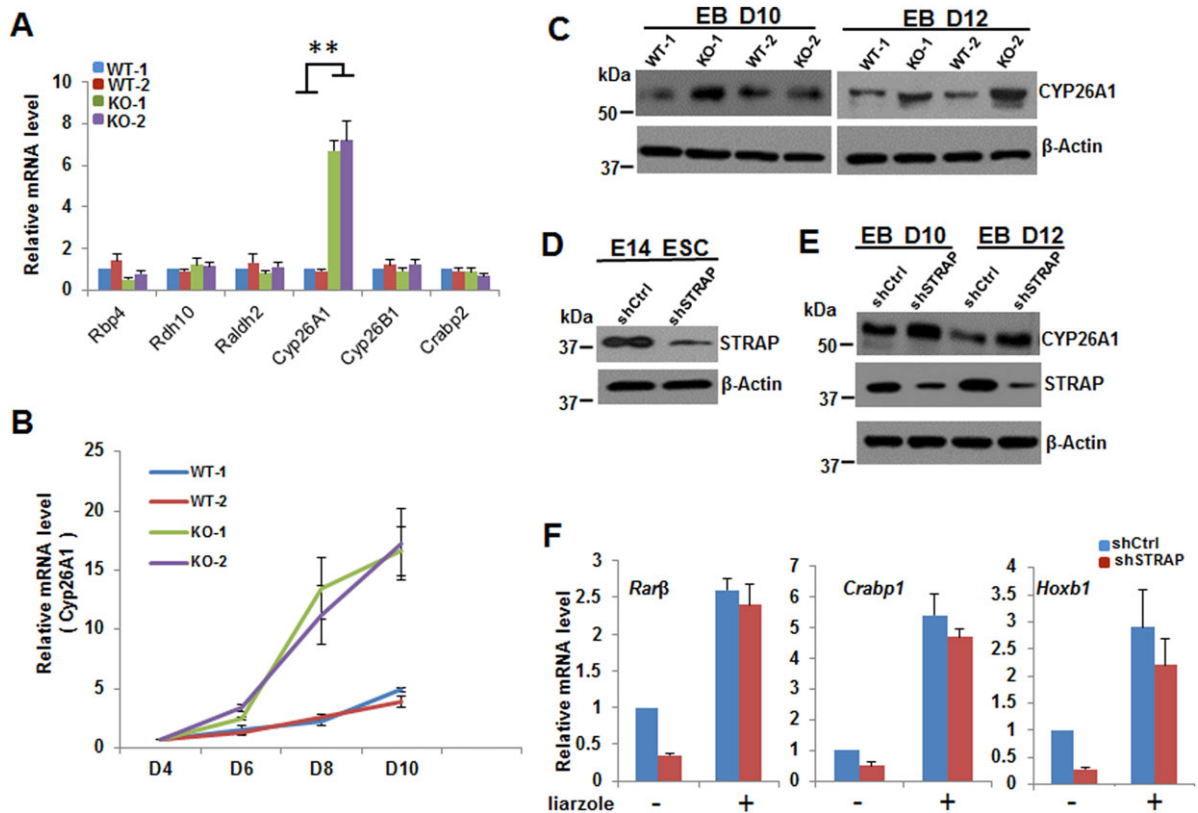 A
WT-1
WT-2
KO-1
KO-2
**
Relative mRNA level
10
8
6
4
2
0
Rbp4
Rdh10
Raldh2
Cyp26A1
Cyp26B1
Crabp2
B
Relative mRNA level
( Cyp26A1 )
25
20
15
10
5
0
WT-1
WT-2
KO-1
KO-2
D4
D6
D8
D10
C
EB D10
EB D12
WT-1
KO-1
WT-2
KO-2
WT-1
KO-1
WT-2
KO-2
kDa
50
37
CYP26A1
β-Actin
D
E14 ESC
shCtrl
shSTRAP
kDa
37
STRAP
37
β-Actin
E
EB D10
EB D12
shCtrl
shSTRAP
shCtrl
shSTRAP
kDa
50
CYP26A1
37
STRAP
37
β-Actin
F
shCtrl
shSTRAP
Relative mRNA level
Rarβ
3
2.5
2
1.5
1
0.5
0
Crabp1
7
6
5
4
3
2
1
0
Hoxb1
4
3.5
3
2.5
2
1.5
1
0.5
0
liarzole
-
+
-
+
-
+